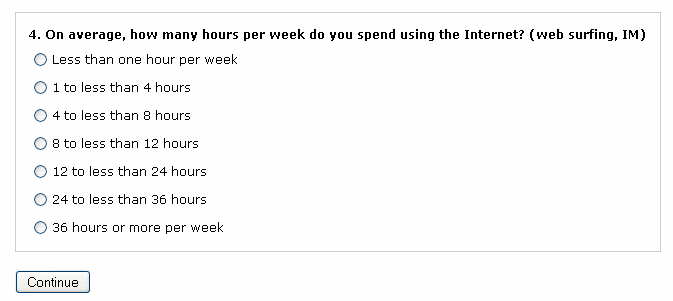 4. On average, how many hours per week do you spend using the Internet? (web surfing, IM)
Less than one hour per week
1 to less than 4 hours
4 to less than 8 hours
8 to less than 12 hours
12 to less than 24 hours
24 to less than 36 hours
36 hours or more per week
Continue